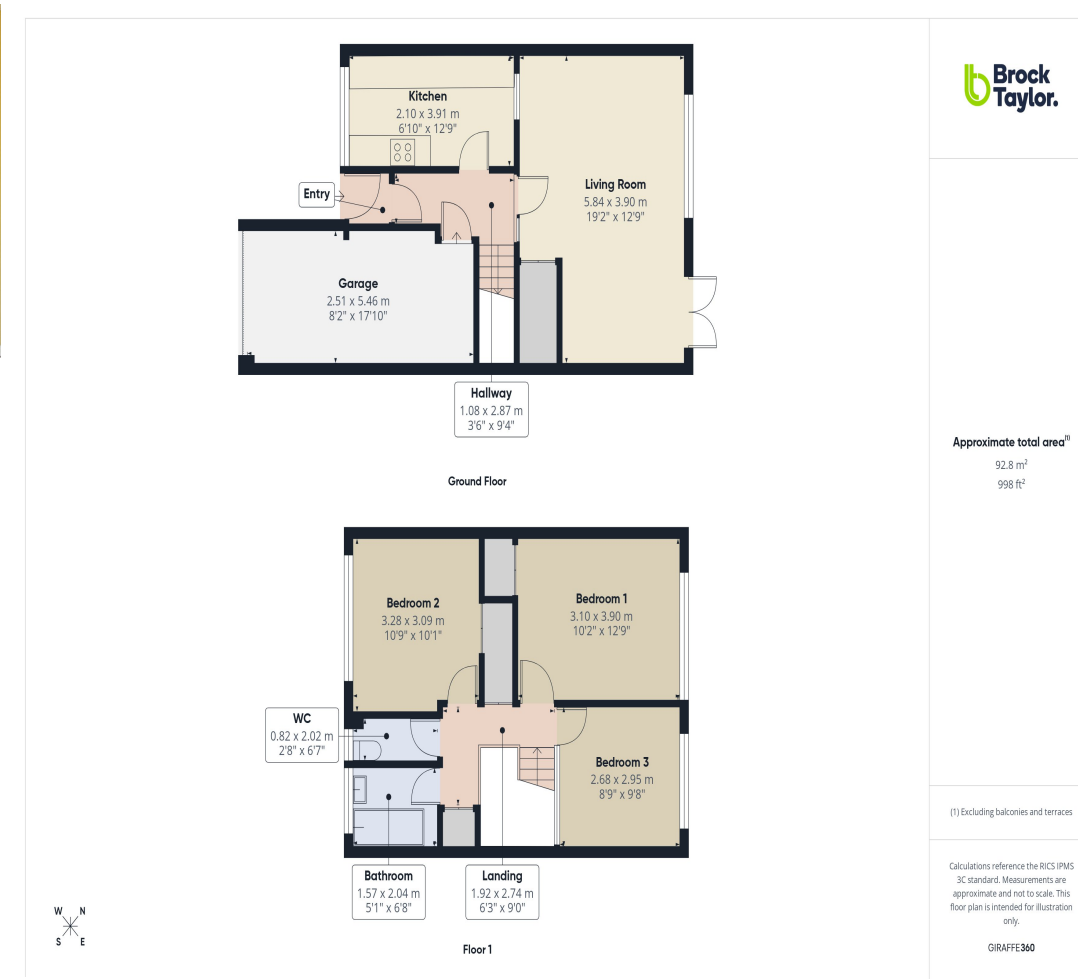 Brock
Taylor.
Kitchen
2.10 x 3.91 m
6'10" x 12'9"
Entry
Living Room
5.84 x 3.90 m
19'2" x 12'9"
Garage
2.51 x 5.46 m
8'2" x 17'10"
Hallway
1.08 x 2.87 m
3'6" x 9'4"
Ground Floor
Bedroom 2
3.28 x 3.09 m
10'9" x 10'1"
Bedroom 1
3.10 x 3.90 m
10'2" x 12'9"
WC
0.82 x 2.02 m
2'8" x 6'7"
Bedroom 3
2.68 x 2.95 m
8'9" x 9'8"
Bathroom
1.57 x 2.04 m
5'1" x 6'8"
Landing
1.92 x 2.74 m
6'3" x 9'0"
Floor 1
W N
S E
Approximate total area(1)
92.8 m²
998 ft²
(1) Excluding balconies and terraces
Calculations reference the RICS IPMS
3C standard. Measurements are
approximate and not to scale. This
floor plan is intended for illustration
only.
GIRAFFE360